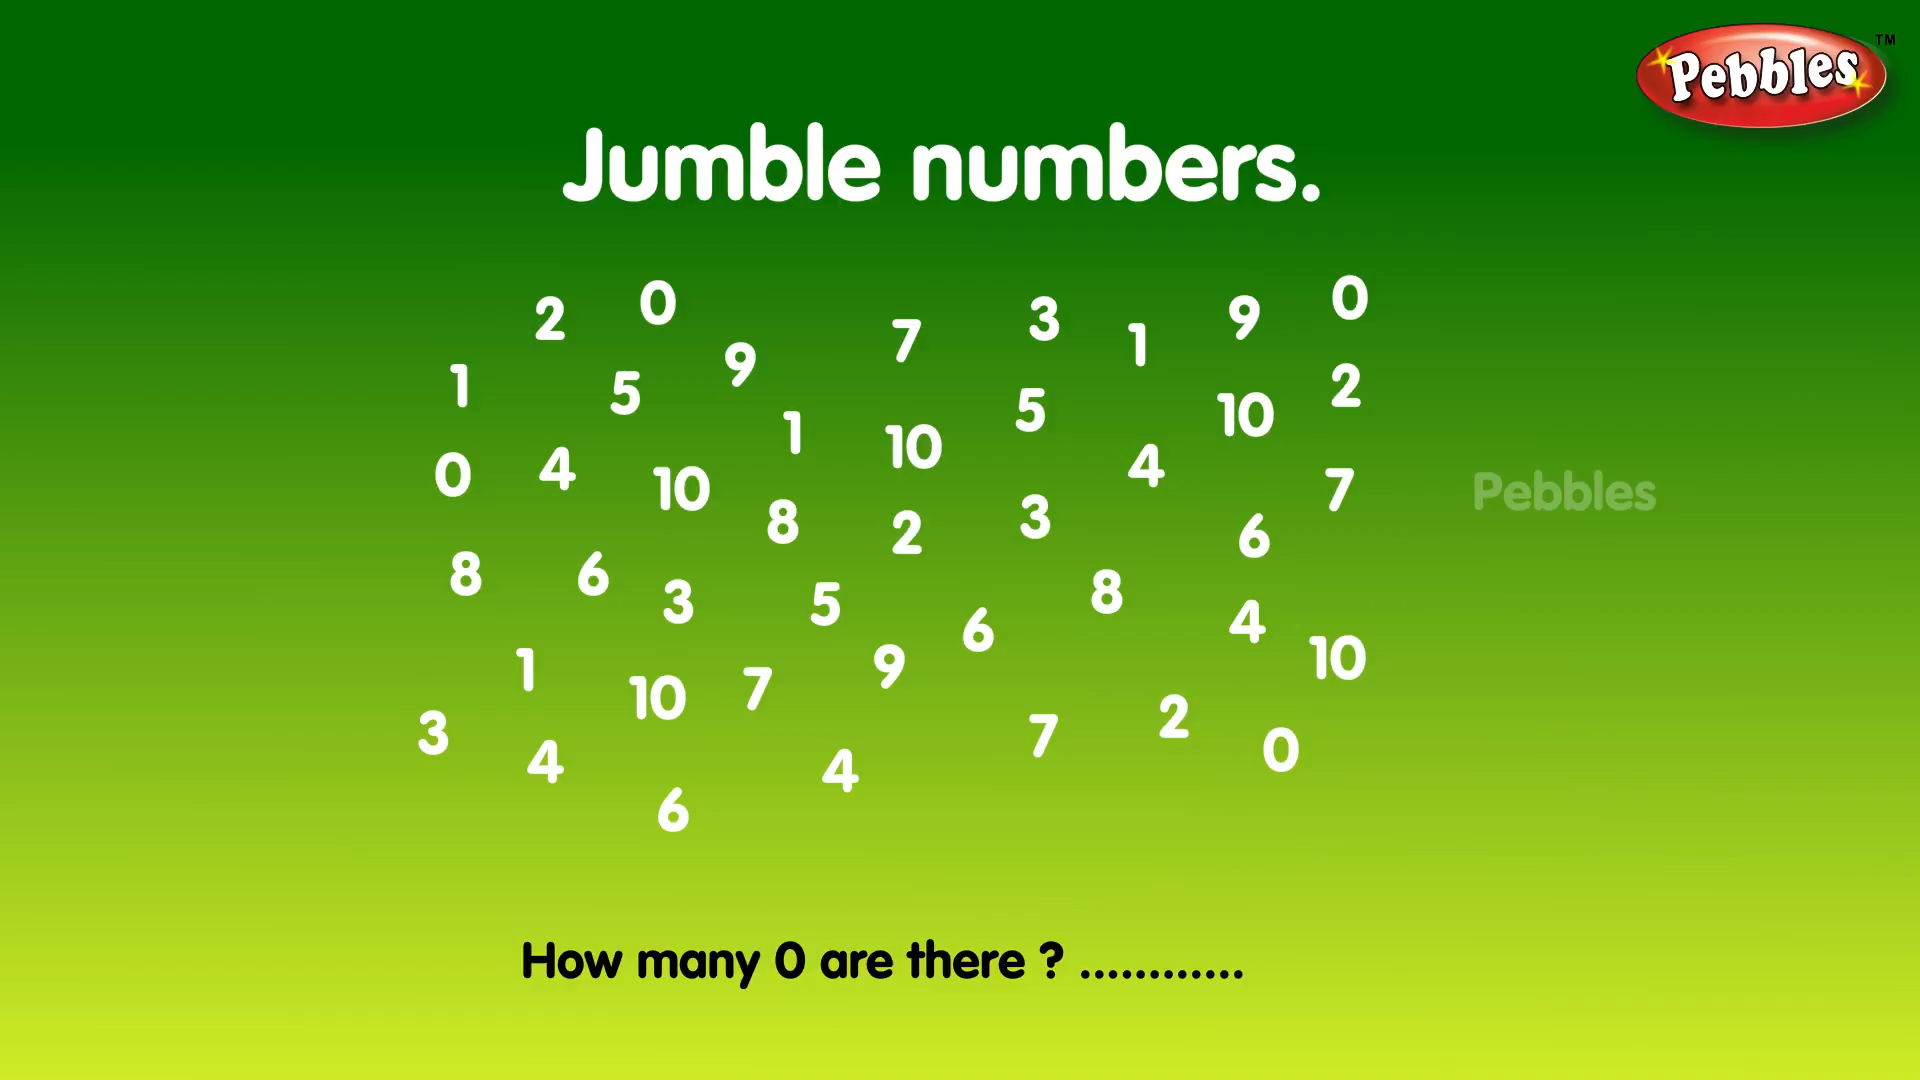 Pebbles TM
Jumble numbers.
2 0 7 3 1 9 0
1 5 9 5 10 2
0 4 10 1 10 4 7
8 2 3 6
8 6 3 5 6 8 4
1 10 7 9 10
3 4 4 7 2 0
6
Pebbles
How many 0 are there ? ............